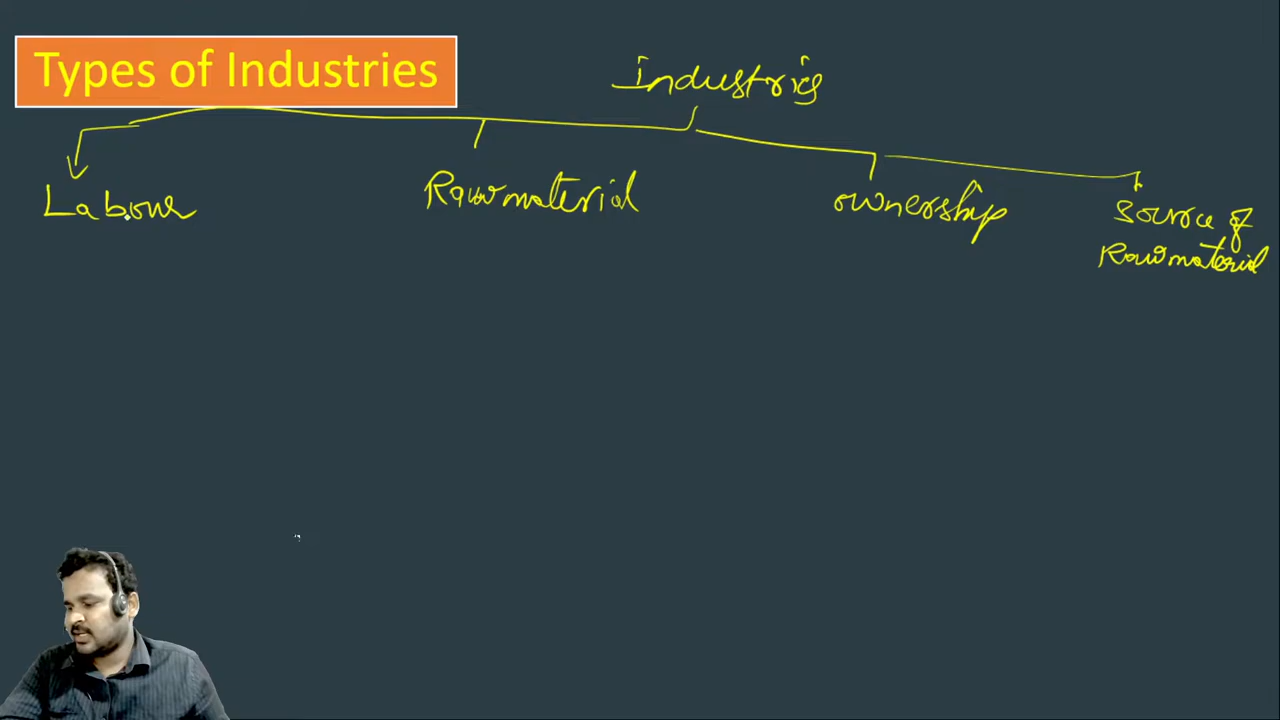 Types of Industries
Industries
Labour
Rawmaterial
ownership
Source of
Rawmaterial